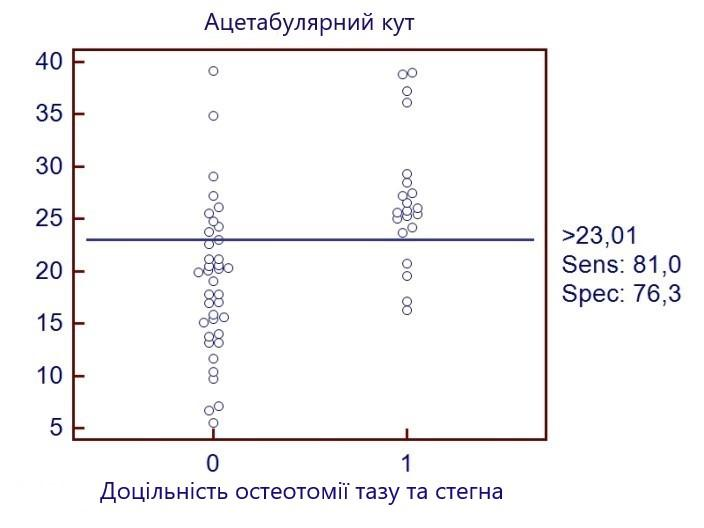 Ацетабулярний кут
40
35
30
25
20
15
10
5
>23,01
Sens: 81,0
Spec: 76,3
0 1
Доцільність остеотомії тазу та стегна